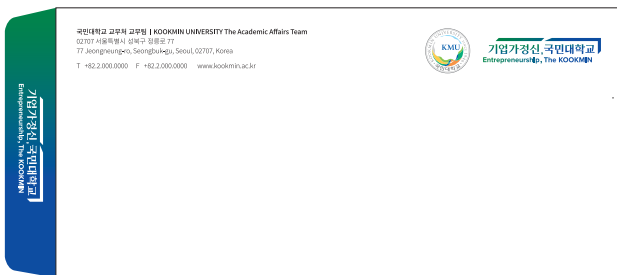 국민대학교 교무처 교무팀 | KOOKMIN UNIVERSITY The Academic Affairs Team
02707 서울특별시 성북구 정릉로 77
77 Jeongneung-ro, Seongbuk-gu, Seoul, 02707, Korea
T +82.2.000.0000 F +82.2.000.0000 www.kookmin.ac.kr
KMU
기업가정신, 국민대학교
Entrepreneurship, The KOOKMIN
기업가정신, 국민대학교
Entrepreneurship, The KOOKMIN